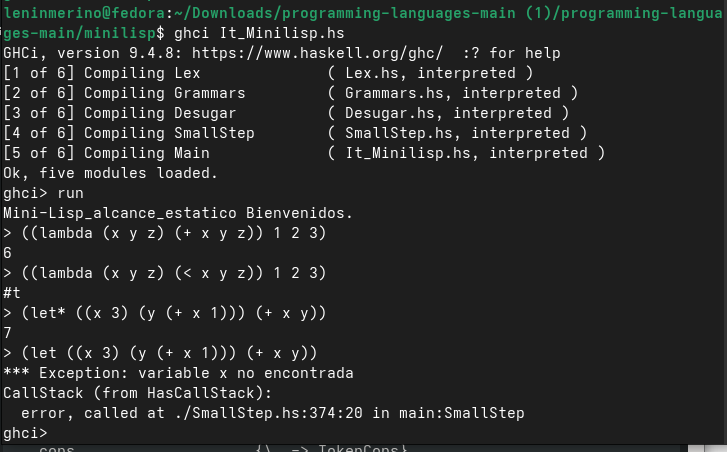 leninmerino@fedora:~/Downloads/programming-languages-main (1)/programming-langua
ges-main/minilisp$ ghci It_Minilisp.hs
GHCi, version 9.4.8: https://www.haskell.org/ghc/  :? for help
[1 of 6] Compiling Lex              ( Lex.hs, interpreted )
[2 of 6] Compiling Grammars         ( Grammars.hs, interpreted )
[3 of 6] Compiling Desugar          ( Desugar.hs, interpreted )
[4 of 6] Compiling SmallStep        ( SmallStep.hs, interpreted )
[5 of 6] Compiling Main             ( It_Minilisp.hs, interpreted )
Ok, five modules loaded.
ghci> run
Mini-Lisp_alcance_estatico Bienvenidos.
> ((lambda (x y z) (+ x y z)) 1 2 3)
6
> ((lambda (x y z) (< x y z)) 1 2 3)
#t
> (let* ((x 3) (y (+ x 1))) (+ x y))
7
> (let ((x 3) (y (+ x 1))) (+ x y))
*** Exception: variable x no encontrada
CallStack (from HasCallStack):
  error, called at ./SmallStep.hs:374:20 in main:SmallStep
ghci>
cons                {\_ -> TokenCons}